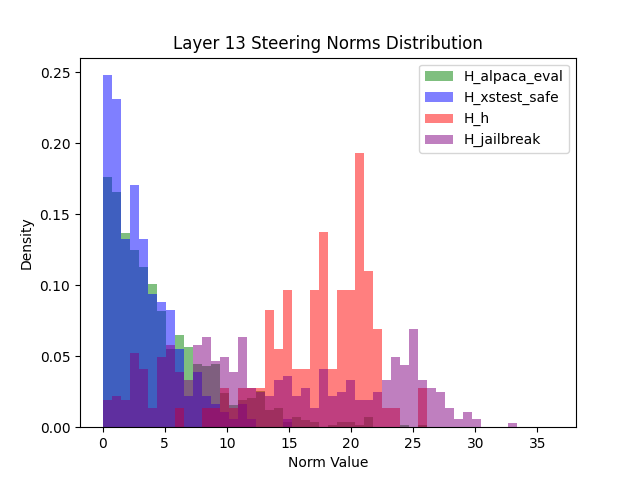 Layer 13 Steering Norms Distribution
H_alpaca_eval
H_xstest_safe
H_h
H_jailbreak
Density
0.25
0.20
0.15
0.10
0.05
0.00
0 5 10 15 20 25 30 35
Norm Value